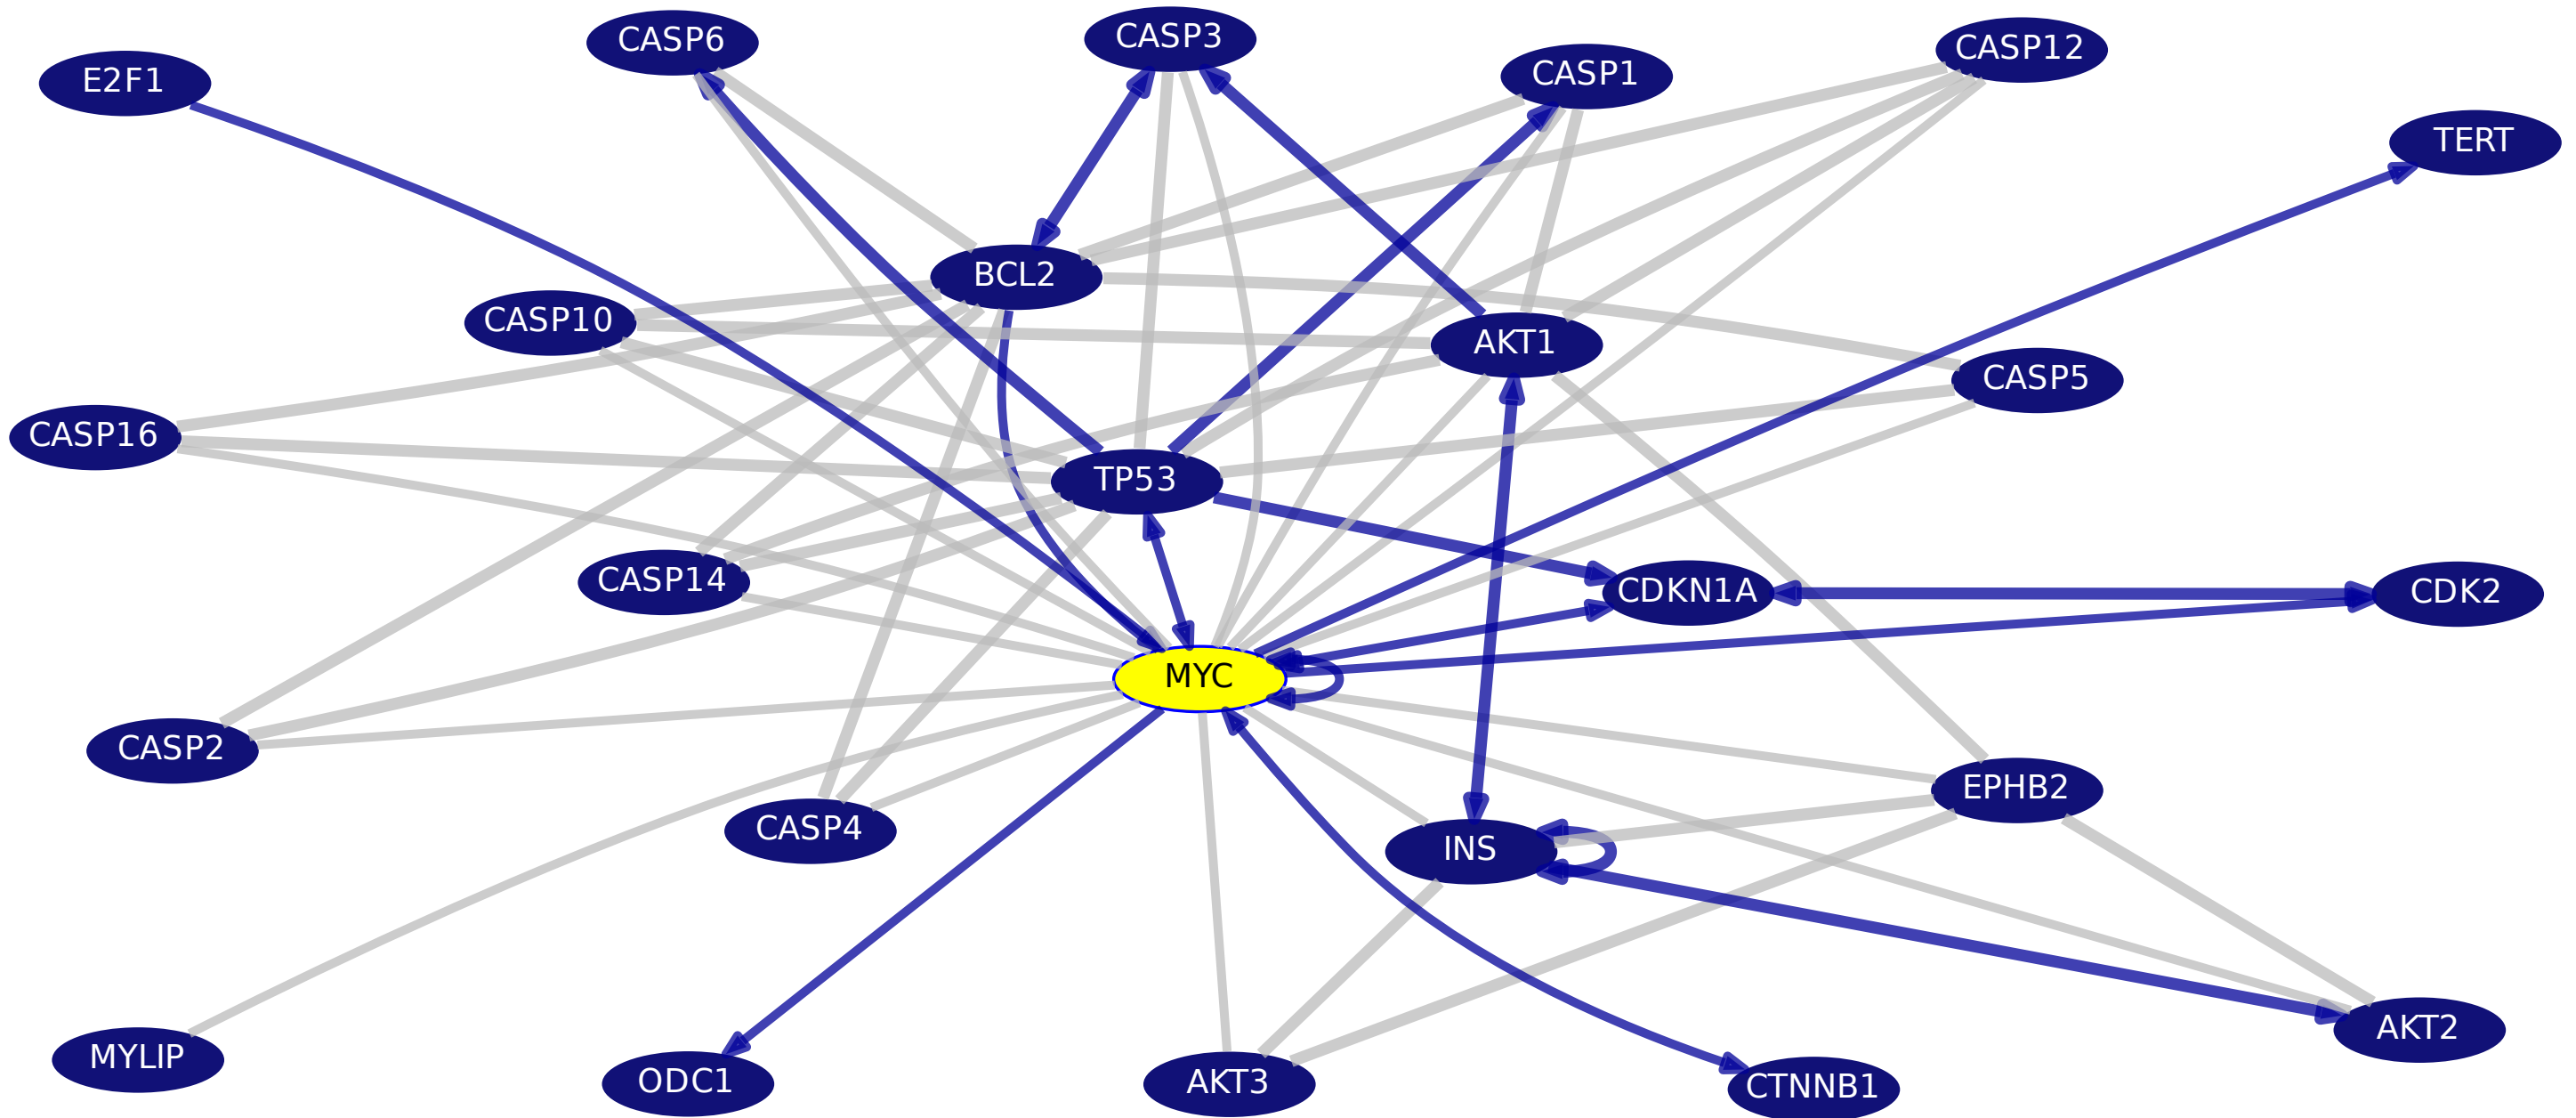 CASP6
CASP3
CASP12
E2F1
CASP1
TERT
BCL2
CASP10
AKT1
CASP5
CASP16
TP53
CASP14
CDKN1A
CDK2
MYC
CASP2
EPHB2
CASP4
INS
AKT2
MYLIP
ODC1
AKT3
CTNNB1